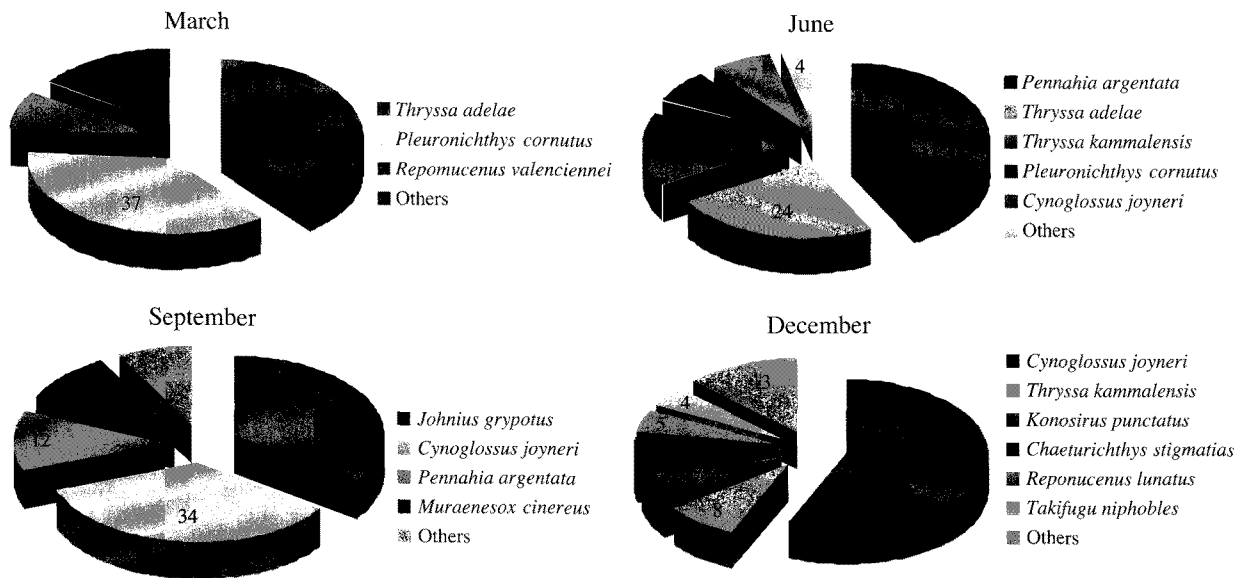 March
Thryssa adelae
Pleuronichthys cornutus
Repomucenus valenciennei
Others
37
June
4
7
24
Pennahia argentata
Thryssa adelae
Thryssa kammalensis
Pleuronichthys cornutus
Cynoglossus joyneri
Others
September
12
34
Johnius grypotus
Cynoglossus joyneri
Pennahia argentata
Muraenesox cinereus
Others
December
13
4
5
8
Cynoglossus joyneri
Thryssa kammalensis
Konosirus punctatus
Chaeturichthys stigmatias
Reponucenus lunatus
Takifugu niphobles
Others